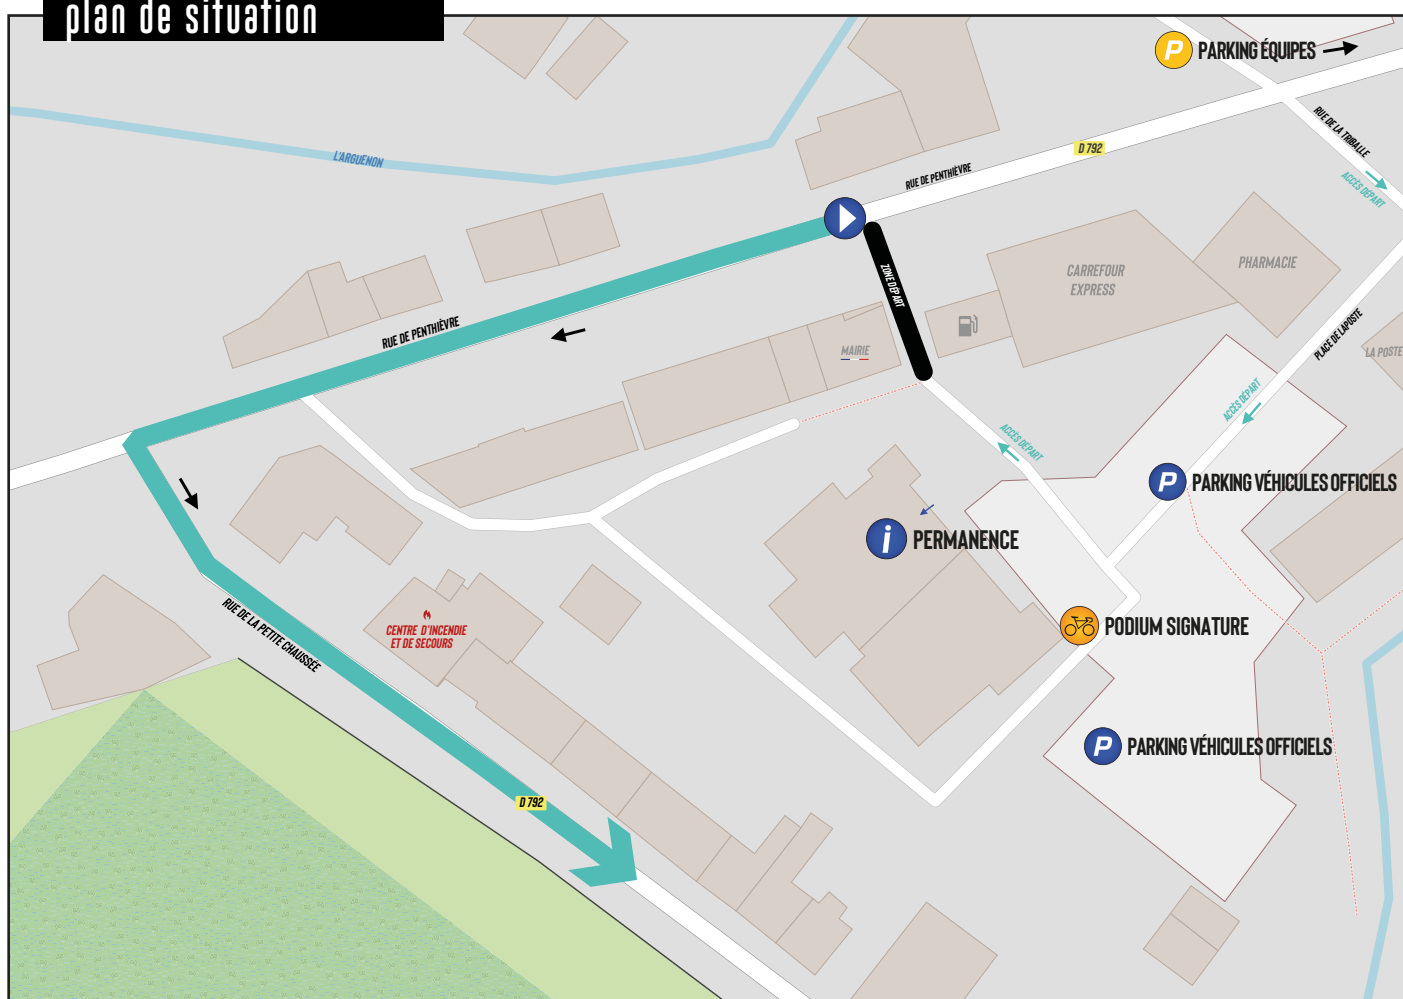 plan de situation
P PARKING ÉQUIPES
RUE DE LA TRIBALLE
ACCÈS DÉPART
D 792
RUE DE PENTHIÈVRE
L'ARGUENON
ZONE DÉPART
CARREFOUR
EXPRESS
PHARMACIE
PLACE DE LAPOSTE
LA POSTE
RUE DE PENTHIÈVRE
MAIRIE
ACCÈS DÉPART
ACCÈS DÉPART
P PARKING VÉHICULES OFFICIELS
i PERMANENCE
RUE DE LA PETITE CHAUSSÉE
CENTRE D'INCENDIE
ET DE SECOURS
PODIUM SIGNATURE
P PARKING VÉHICULES OFFICIELS
D 792